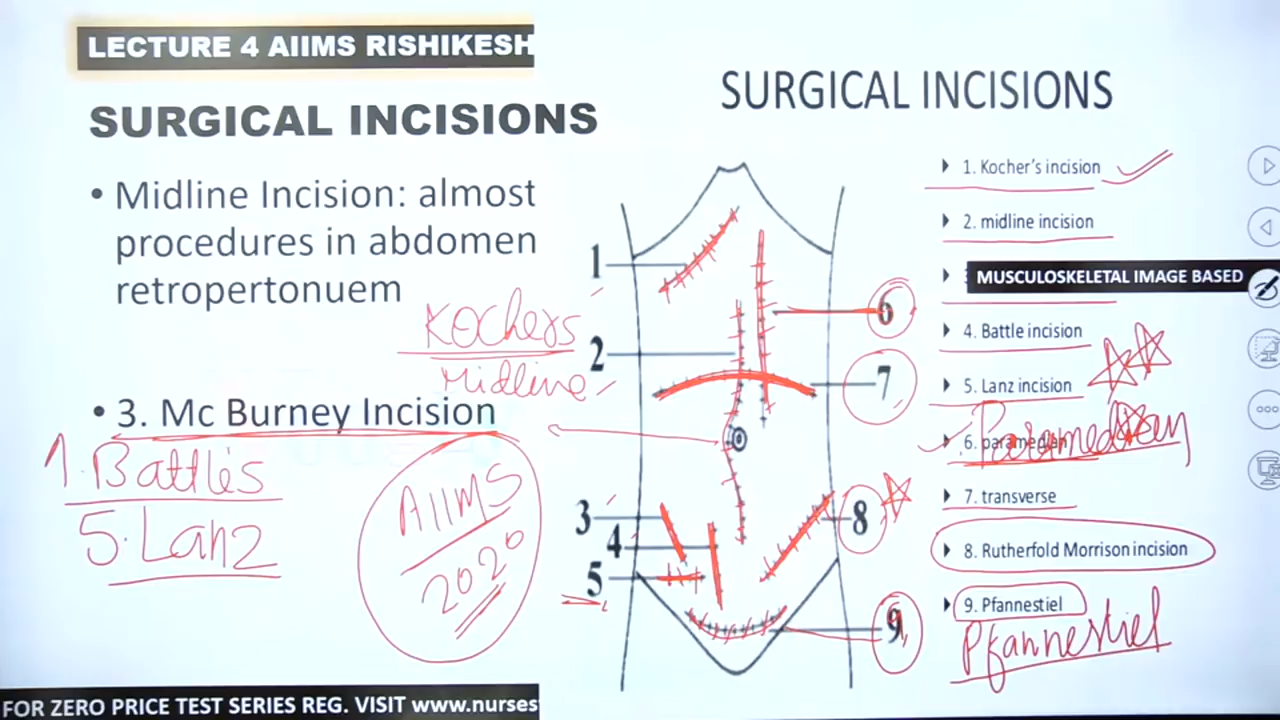 LECTURE 4 AIIMS RISHIKESH
SURGICAL INCISIONS
• Midline Incision: almost
procedures in abdomen
retropertonuem
Kochers
Midline
• 3. Mc Burney Incision
1. Battles
5. Lanz
AIIMS
2020
SURGICAL INCISIONS
1
2
3
4
5
6
7
8
9
1. Kocher's incision
2. midline incision
MUSCULOSKELETAL IMAGE BASED
4. Battle incision
5. Lanz incision
6. paramedian
Paramedian
7. transverse
8. Rutherfold Morrison incision
9. Pfannestiel
Pfannestiel
FOR ZERO PRICE TEST SERIES REG. VISIT www.nurses